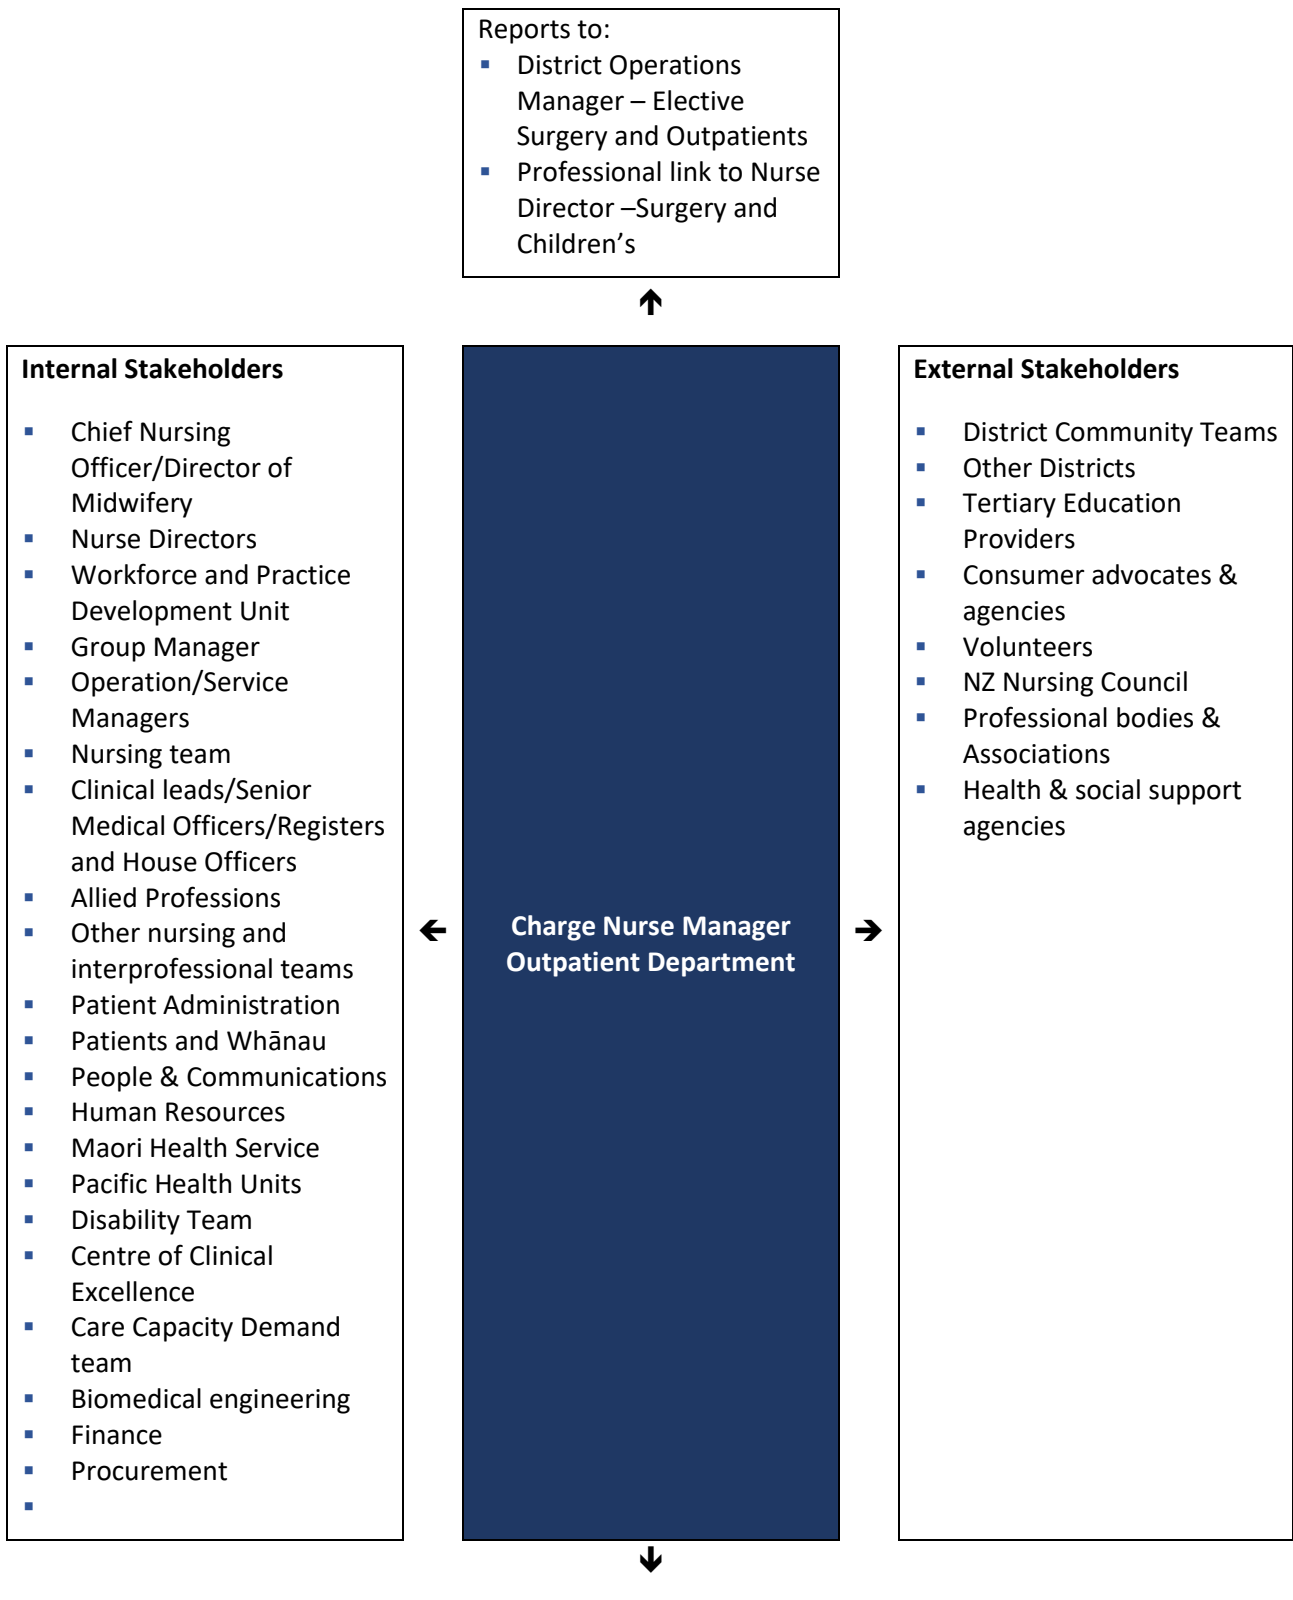 Reports to:
▪ District Operations
Manager – Elective
Surgery and Outpatients
▪ Professional link to Nurse
Director –Surgery and
Children’s
Internal Stakeholders
▪ Chief Nursing
Officer/Director of
Midwifery
▪ Nurse Directors
▪ Workforce and Practice
Development Unit
▪ Group Manager
▪ Operation/Service
Managers
▪ Nursing team
▪ Clinical leads/Senior
Medical Officers/Registers
and House Officers
▪ Allied Professions
▪ Other nursing and
interprofessional teams
▪ Patient Administration
▪ Patients and Whānau
▪ People & Communications
▪ Human Resources
▪ Maori Health Service
▪ Pacific Health Units
▪ Disability Team
▪ Centre of Clinical
Excellence
▪ Care Capacity Demand
team
▪ Biomedical engineering
▪ Finance
▪ Procurement
▪
Charge Nurse Manager
Outpatient Department
External Stakeholders
▪ District Community Teams
▪ Other Districts
▪ Tertiary Education
Providers
▪ Consumer advocates &
agencies
▪ Volunteers
▪ NZ Nursing Council
▪ Professional bodies &
Associations
▪ Health & social support
agencies